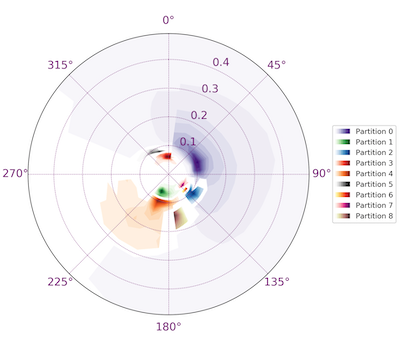 0°
315°
45°
0.4
0.3
0.2
0.1
270°
90°
225°
135°
180°
Partition 0
Partition 1
Partition 2
Partition 3
Partition 4
Partition 5
Partition 6
Partition 7
Partition 8